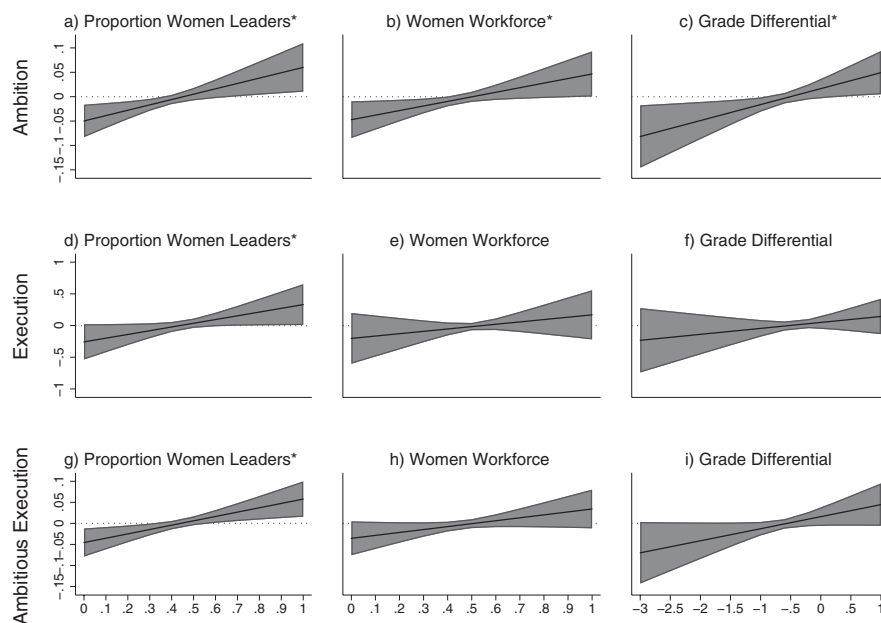 a) Proportion Women Leaders*
b) Women Workforce*
c) Grade Differential*
Ambition
.1
.05
0
-.05
-.1
-.15
d) Proportion Women Leaders*
e) Women Workforce
f) Grade Differential
Execution
1
.5
0
-.5
-1
g) Proportion Women Leaders*
h) Women Workforce
i) Grade Differential
Ambitious Execution
.1
.05
0
-.05
-.1
-.15
0 .1 .2 .3 .4 .5 .6 .7 .8 .9 1
0 .1 .2 .3 .4 .5 .6 .7 .8 .9 1
-3 -2.5 -2 -1.5 -1 -.5 0 .5 1